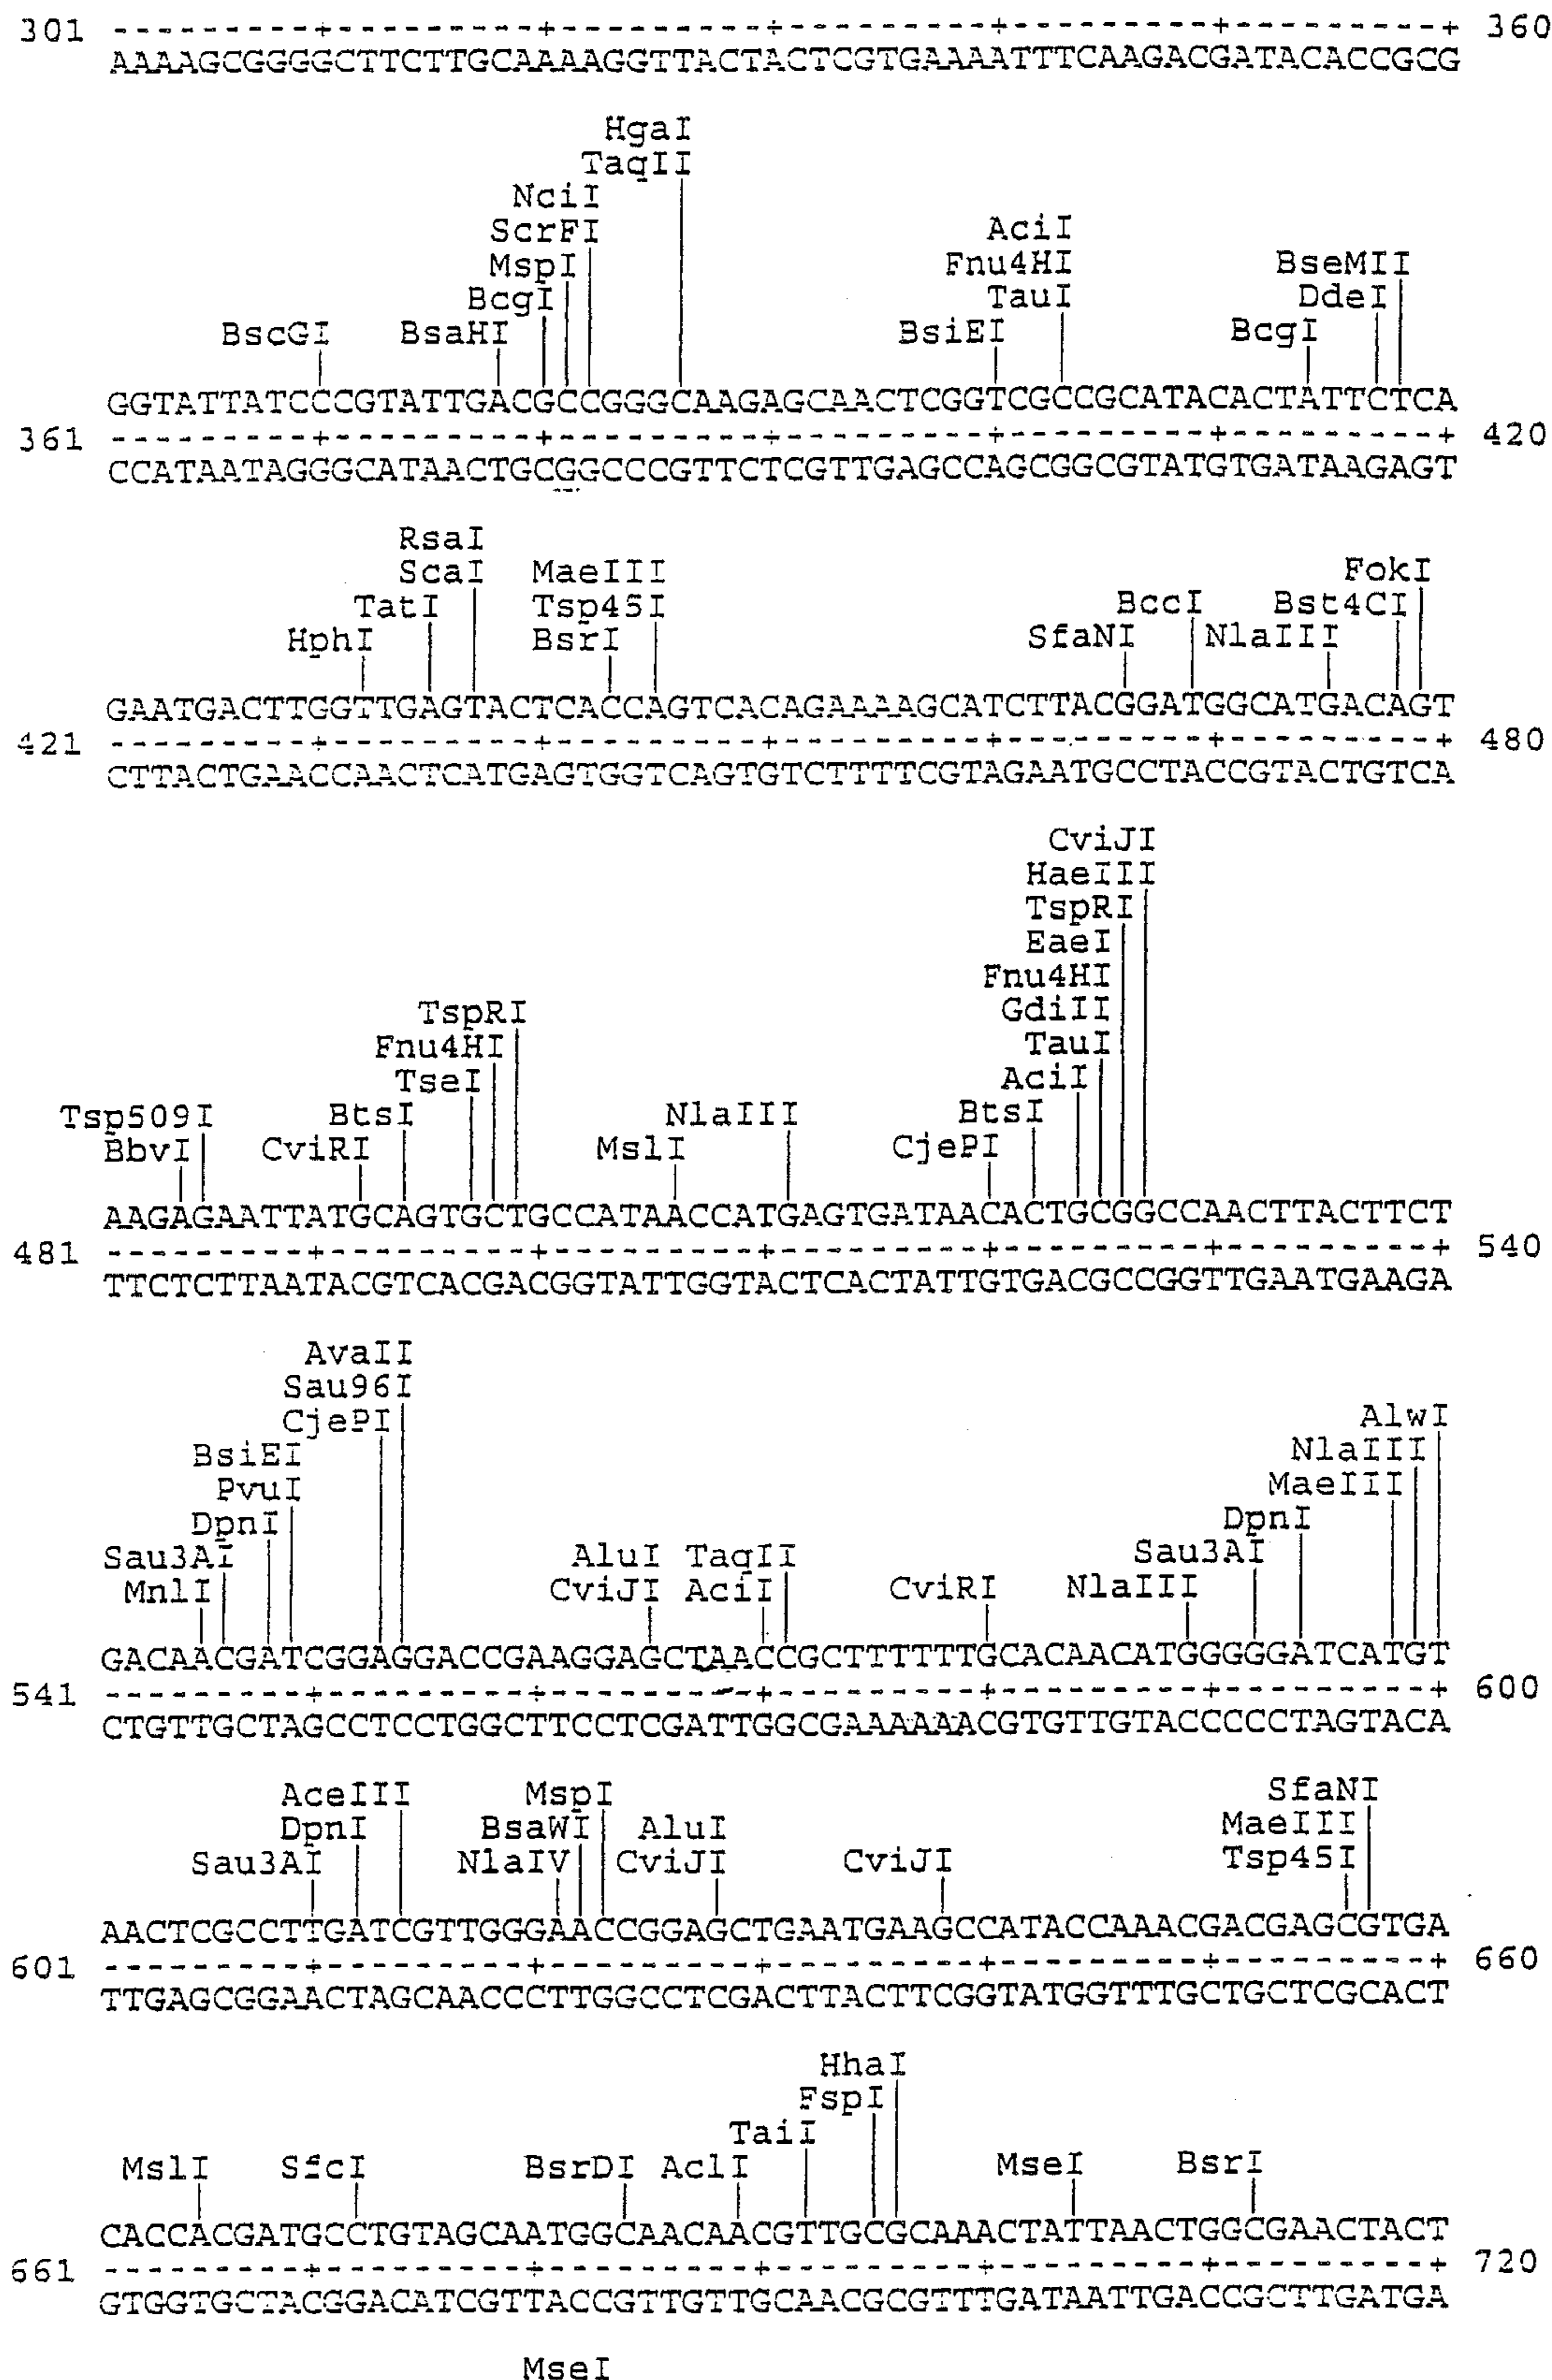 301 ---------+---------+---------+---------+---------+---------+ 360
AAAAGCGGGGCTTCTTGCAAAAGGTTACTACTCGTGAAAATTTCAAGACGATACACCGCG
HgaI
TaqII
NciI
ScrFI AciI
MspI Fnu4HI BseMII
BcgI TauI DdeI
BscGI BsaHI BsiEI BcgI
GGTATTATCCCGTATTGACGCCGGGCAAGAGCAACTCGGTCGCCGCATACACTATTCTCA
361 ---------+---------+---------+---------+---------+---------+ 420
CCATAATAGGGCATAACTGCGGCCCGTTCTCGTTGAGCCAGCGGCGTATGTGATAAGAGT
RsaI
ScaI MaeIII FokI
TatI Tsp45I BccI Bst4CI
HphI BsrI SfaNI NlaIII
GAATGACTTGGTTGAGTACTCACCAGTCACAGAAAAGCATCTTACGGATGGCATGACAGT
421 ---------+---------+---------+---------+---------+---------+ 480
CTTACTGAACCAACTCATGAGTGGTCAGTGTCTTTTCGTAGAATGCCTACCGTACTGTCA
CviJI
HaeIII
TspRI
EaeI
Fnu4HI
TspRI GdiII
Fnu4HI TauI
TseI AciI
Tsp509I BtsI NlaIII BtsI
BbvI CviRI MslI CjePI
AAGAGAATTATGCAGTGCTGCCATAACCATGAGTGATAACACTGCGGCCAACTTACTTCT
481 ---------+---------+---------+---------+---------+---------+ 540
TTCTCTTAATACGTCACGACGGTATTGGTACTCACTATTGTGACGCCGGTTGAATGAAGA
AvaII
Sau96I
CjePI AlwI
BsiEI NlaIII
PvuI MaeIII
DpnI DpnI
Sau3AI AluI TaqII Sau3AI
MnlI CviJI AciI CviRI NlaIII
GACAACGATCGGAGGACCGAAGGAGCTAACCGCTTTTTTGCACAACATGGGGGATCATGT
541 ---------+---------+---------+---------+---------+---------+ 600
CTGTTGCTAGCCTCCTGGCTTCCTCGATTGGCGAAAAAACGTGTTGTACCCCCTAGTACA
AceIII MspI SfaNI
DpnI BsaWI AluI MaeIII
Sau3AI NlaIV CviJI CviJI Tsp45I
AACTCGCCTTGATCGTTGGGAACCGGAGCTGAATGAAGCCATACCAAACGACGAGCGTGA
601 ---------+---------+---------+---------+---------+---------+ 660
TTGAGCGGAACTAGCAACCCTTGGCCTCGACTTACTTCGGTATGGTTTGCTGCTCGCACT
HhaI
FspI
TaiI
MslI SfcI BsrDI AclI MseI BsrI
CACCACGATGCCTGTAGCAATGGCAACAACGTTGCGCAAACTATTAACTGGCGAACTACT
661 ---------+---------+---------+---------+---------+---------+ 720
GTGGTGCTACGGACATCGTTACCGTTGTTGCAACGCGTTTGATAATTGACCGCTTGATGA
MseI